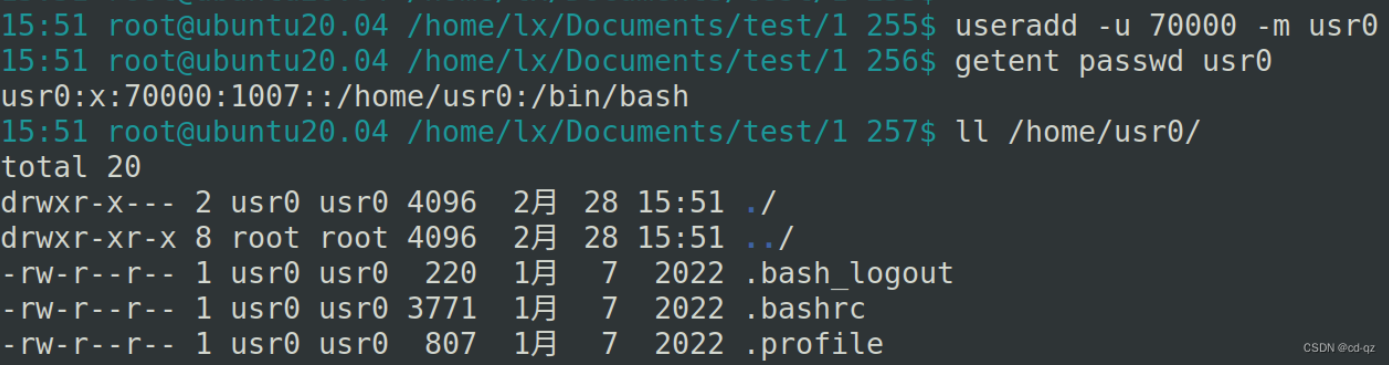 15:51 root@ubuntu20.04 /home/lx/Documents/test/1 255$ useradd -u 70000 -m usr0
15:51 root@ubuntu20.04 /home/lx/Documents/test/1 256$ getent passwd usr0
usr0:x:70000:1007::/home/usr0:/bin/bash
15:51 root@ubuntu20.04 /home/lx/Documents/test/1 257$ ll /home/usr0/
total 20
drwxr-x--- 2 usr0 usr0 4096  2月  28 15:51 ./
drwxr-xr-x 8 root root 4096  2月  28 15:51 ../
-rw-r--r-- 1 usr0 usr0  220  1月   7  2022 .bash_logout
-rw-r--r-- 1 usr0 usr0 3771  1月   7  2022 .bashrc
-rw-r--r-- 1 usr0 usr0  807  1月   7  2022 .profile
CSDN @cd-qz